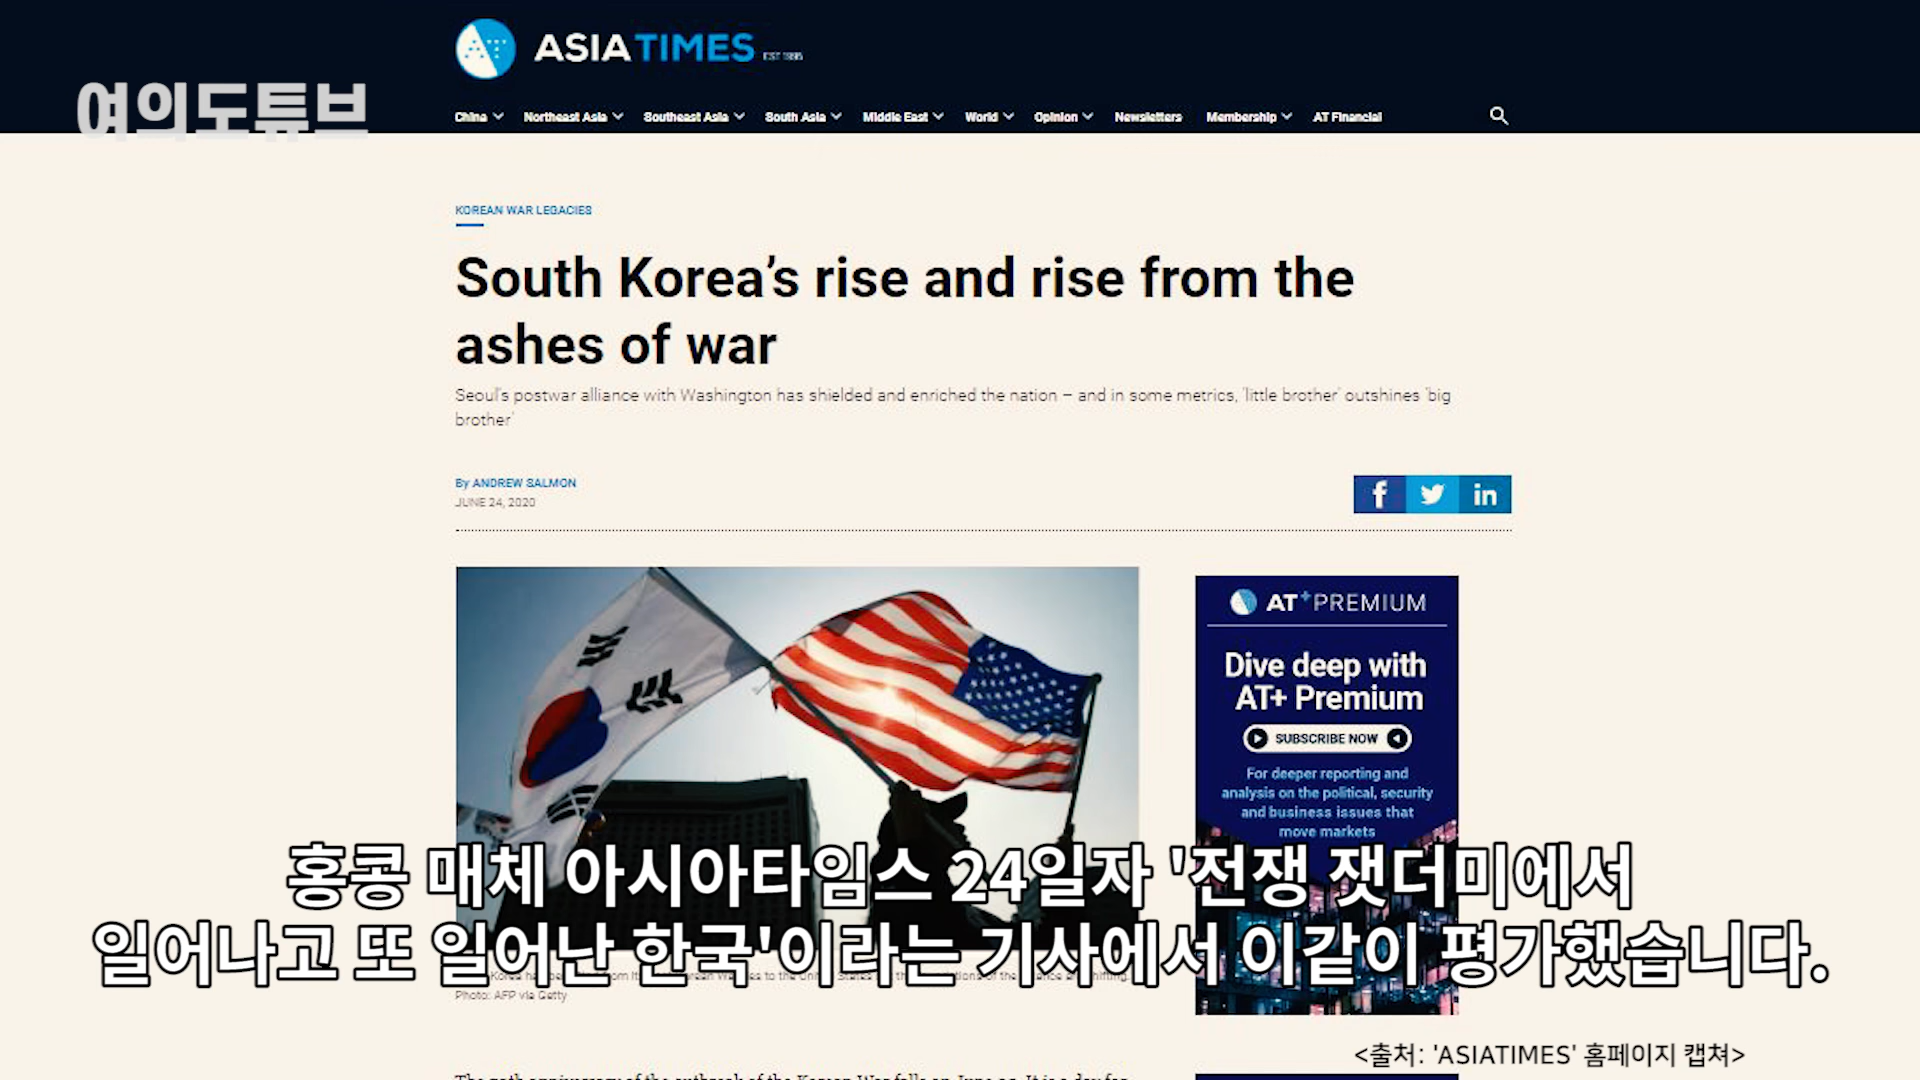 ASIA TIMES EST 1995
여의도튜브
China Northeast Asia Southeast Asia South Asia Middle East World Opinion Newsletters Membership AT Financial
KOREAN WAR LEGACIES
South Korea's rise and rise from the
ashes of war
Seoul's postwar alliance with Washington has shielded and enriched the nation – and in some metrics, 'little brother' outshines 'big
brother'
By ANDREW SALMON
JUNE 24, 2020
AT+PREMIUM
Dive deep with
AT+ Premium
SUBSCRIBE NOW
For deeper reporting and
analysis on the political, security
and business issues that
move markets
홍콩 매체 아시아타임스 24일자 '전쟁 잿더미에서
일어나고 또 일어난 한국'이라는 기사에서 이같이 평가했습니다.
Photo: AFP via Getty
<출처: 'ASIATIMES' 홈페이지 캡쳐>